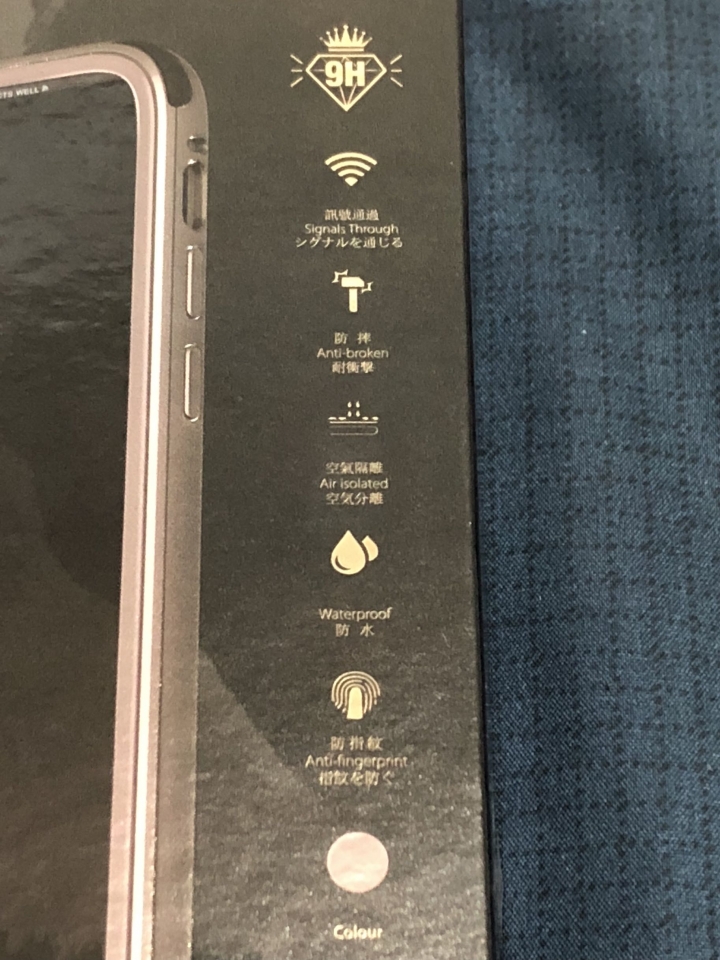 ETS WELL A
9H
訊號通過
Signals Through
シグナルを通じる
防 摔
Anti-broken
耐衝撃
空氣隔離
Air isolated
空気分離
Waterproof
防 水
防指紋
Anti-fingerprint
指紋を防ぐ
Colour